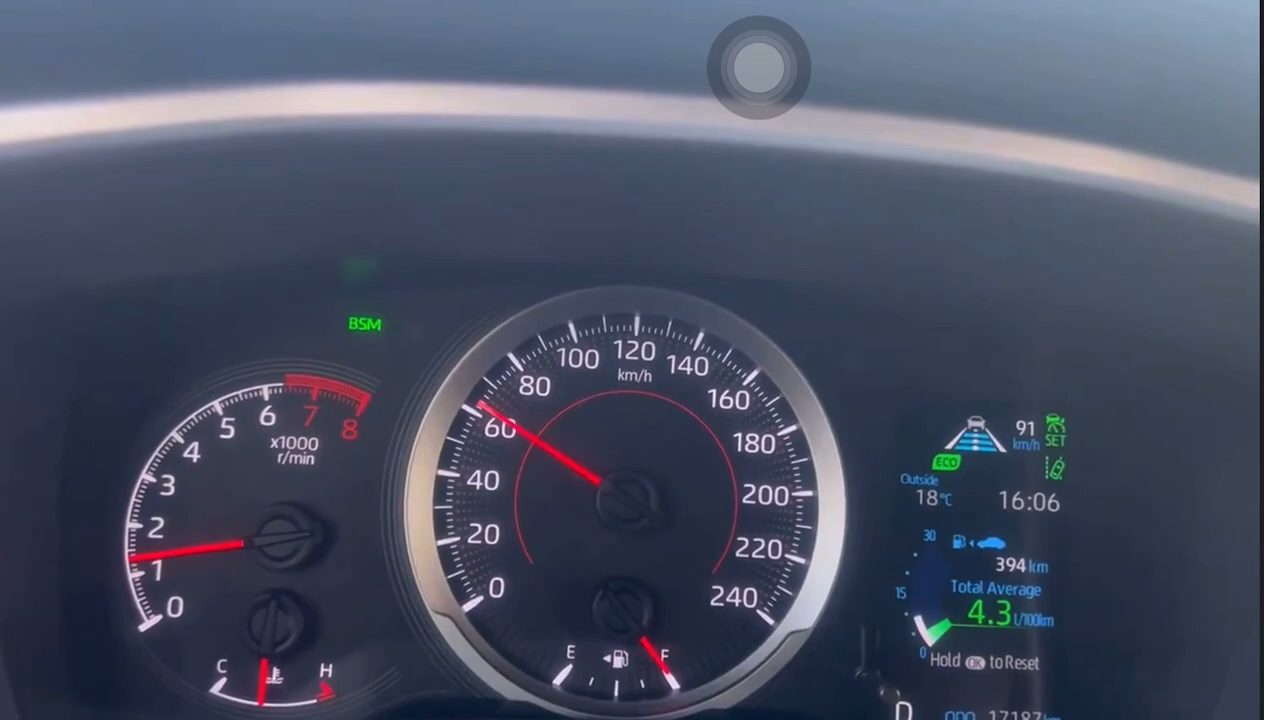 BSM
0
1
2
3
4
5
6
7
8
x1000
r/min
C
H
0
20
40
60
80
100
120
140
160
180
200
220
240
km/h
E
F
91
km/h
SET
ECO
Outside
18°C
16:06
30
15
0
394 km
Total Average
4.3 L/100km
Hold OK to Reset
D
ODO 17187 km